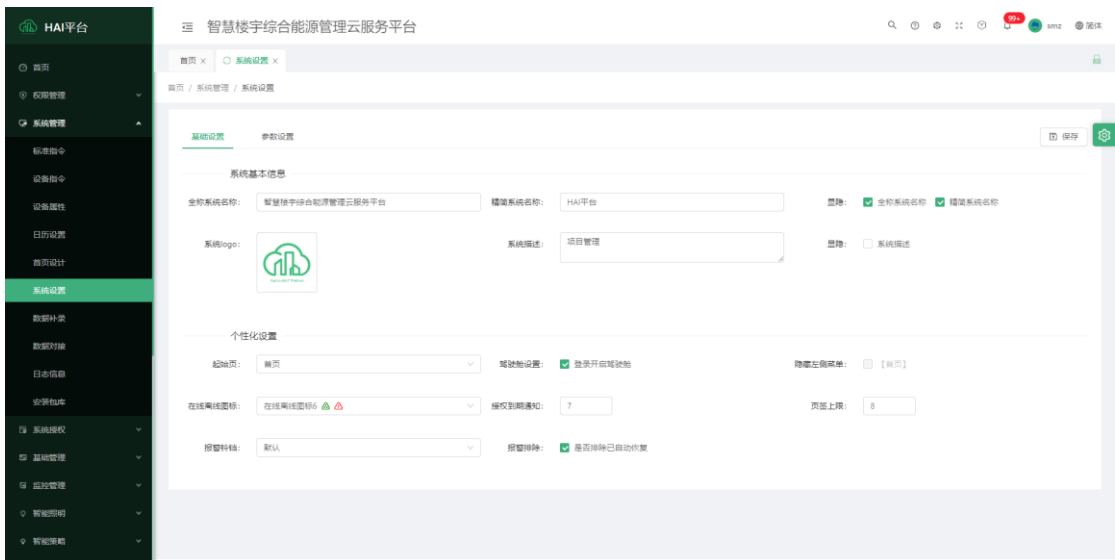 HAI平台
智慧楼宇综合能源管理云服务平台
99+
smz
简体
首页
系统设置
首页 / 系统管理 / 系统设置
首页
权限管理
系统管理
标准指令
设备指令
设备属性
日历设置
首页设计
系统设置
数据补录
数据对接
日志信息
安装包库
系统授权
基础管理
监控管理
智能照明
智能策略
基础设置
参数设置
保存
系统基本信息
全称系统名称: 智慧楼宇综合能源管理云服务平台
精简系统名称: HAI平台
显隐: 全称系统名称 精简系统名称
系统logo:
系统描述: 项目管理
显隐: 系统描述
个性化设置
起始页: 首页
驾驶舱设置: 登录开启驾驶舱
隐藏左侧菜单: 【首页】
在线离线图标: 在线离线图标6
授权到期通知: 7
页签上限: 8
报警铃铛: 默认
报警排除: 是否排除已自动恢复